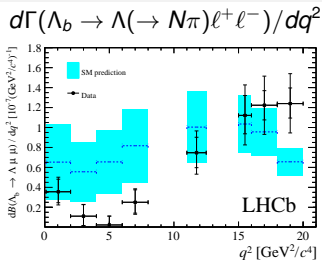 dΓ(Λb → Λ(→ Nπ)ℓ⁺ℓ⁻)/dq²
dB(Λb → Λ μ μ) / dq² [10⁻⁷(GeV²/c⁴)⁻¹]
1.8
1.6
1.4
1.2
1
0.8
0.6
0.4
0.2
SM prediction
Data
LHCb
0 5 10 15 20
q² [GeV²/c⁴]